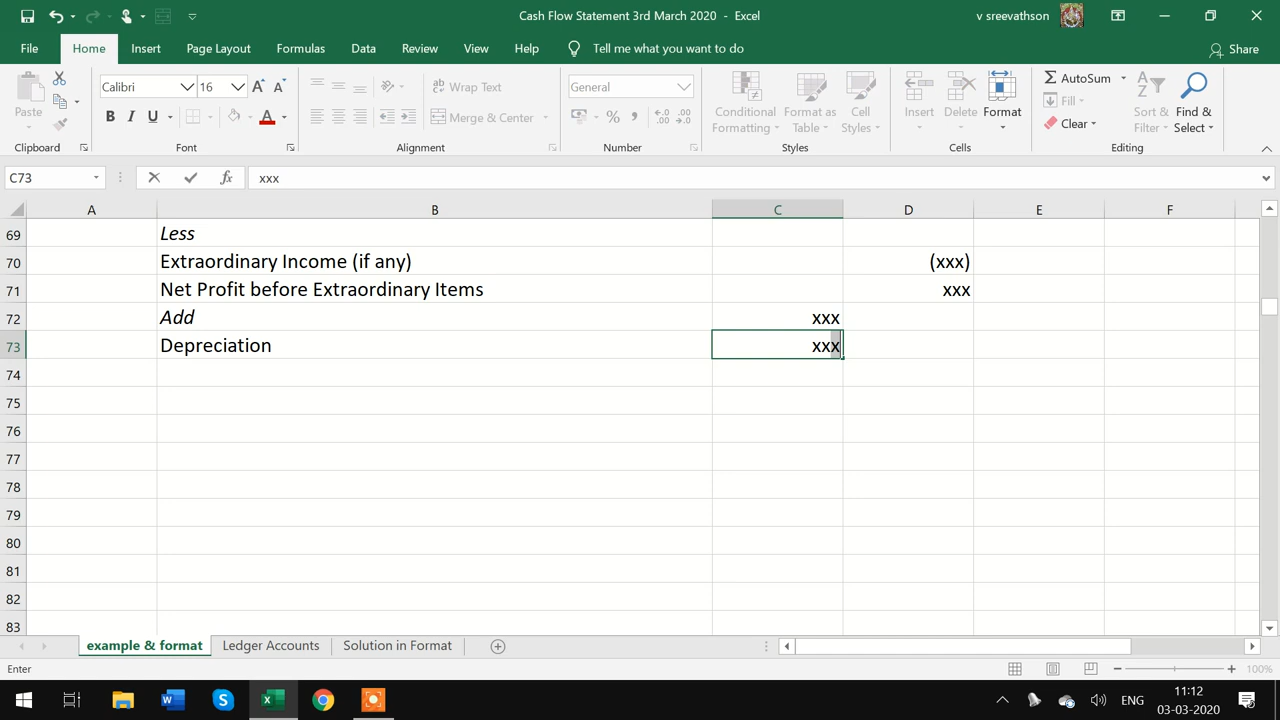 Cash Flow Statement 3rd March 2020 - Excel
v sreevathson
File Home Insert Page Layout Formulas Data Review View Help Tell me what you want to do Share
Paste
Calibri 16
B I U A
Wrap Text
Merge & Center
General
Conditional Formatting
Format as Table
Cell Styles
Insert Delete Format
AutoSum
Fill
Clear
Sort & Filter
Find & Select
Clipboard Font Alignment Number Styles Cells Editing
C73 fx xxx
A B C D E F
69 Less
70 Extraordinary Income (if any) (xxx)
71 Net Profit before Extraordinary Items xxx
72 Add xxx
73 Depreciation xxx
74
75
76
77
78
79
80
81
82
83
example & format Ledger Accounts Solution in Format
Enter 100%
ENG
11:12
03-03-2020